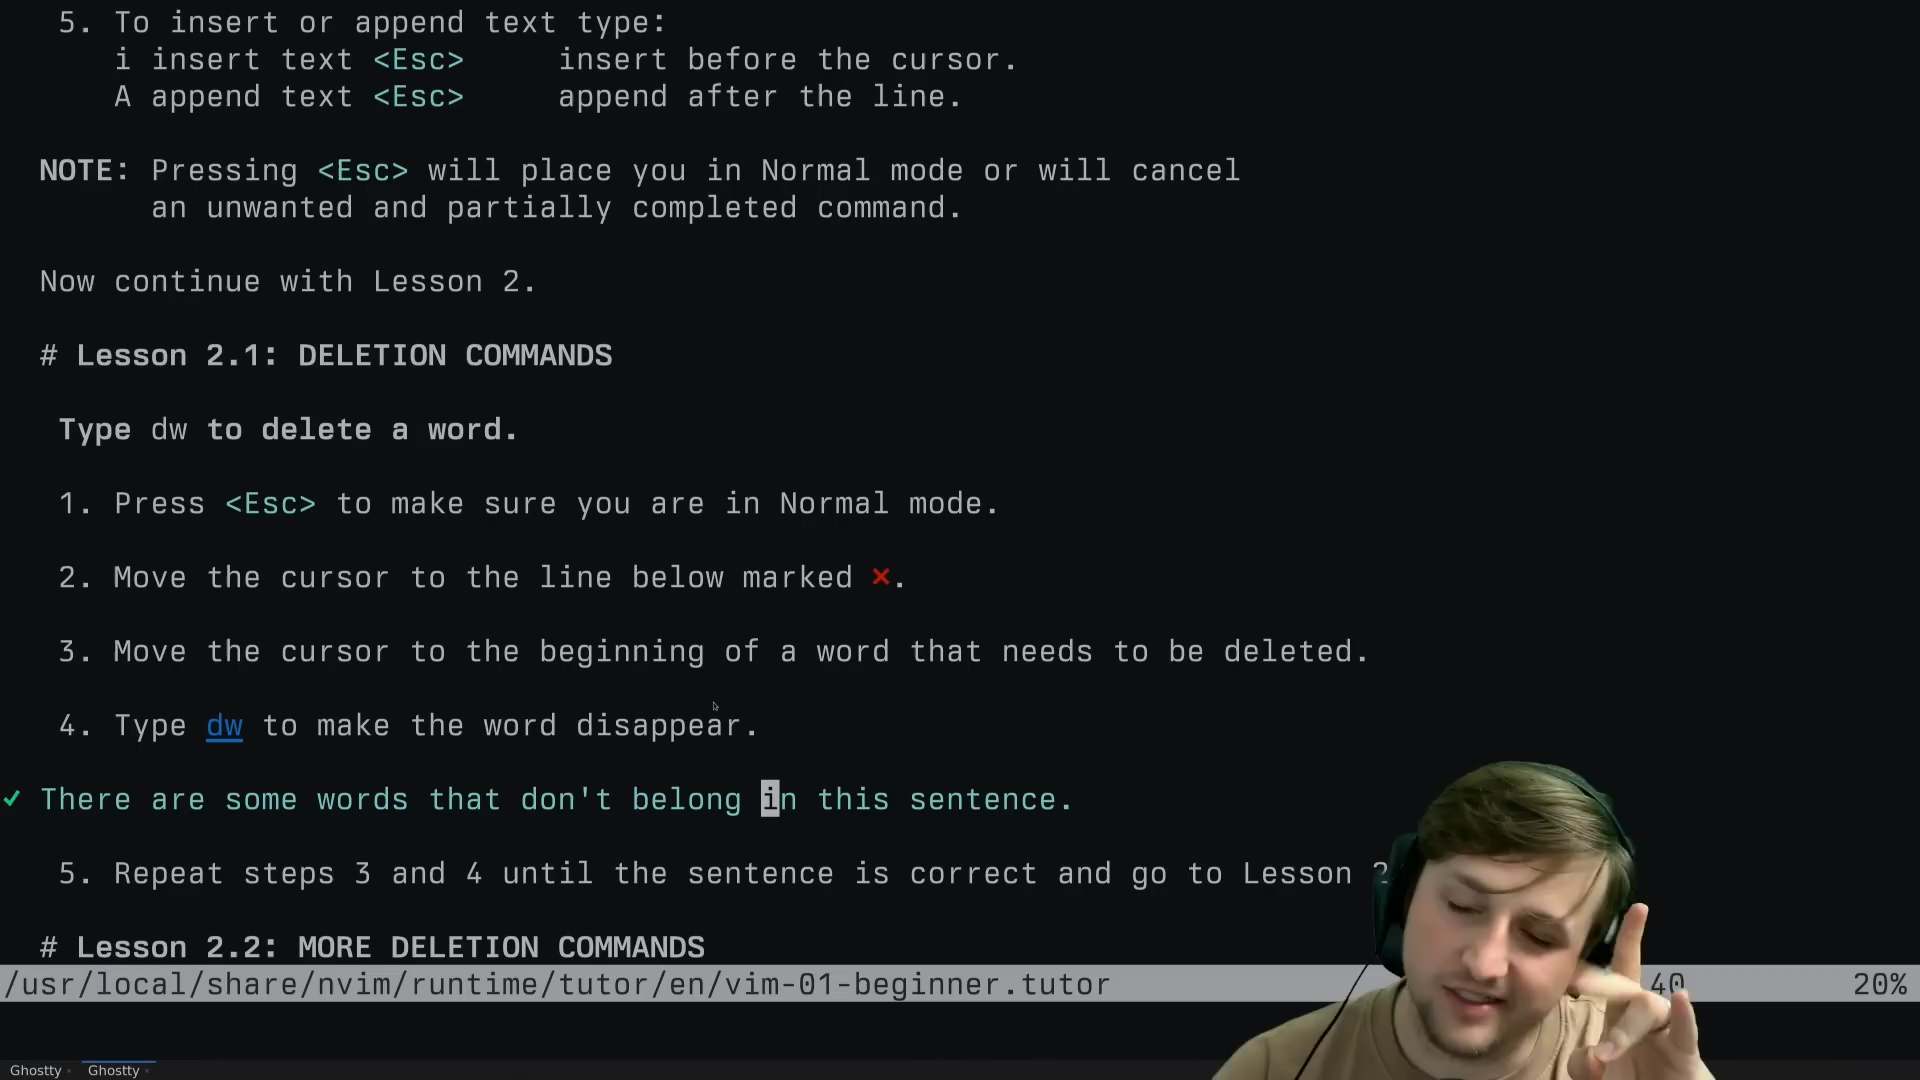 5. To insert or append text type:
i insert text <Esc> insert before the cursor.
A append text <Esc> append after the line.
NOTE: Pressing <Esc> will place you in Normal mode or will cancel
an unwanted and partially completed command.
Now continue with Lesson 2.
# Lesson 2.1: DELETION COMMANDS
Type dw to delete a word.
1. Press <Esc> to make sure you are in Normal mode.
2. Move the cursor to the line below marked ✗.
3. Move the cursor to the beginning of a word that needs to be deleted.
4. Type dw to make the word disappear.
✓ There are some words that don't belong in this sentence.
5. Repeat steps 3 and 4 until the sentence is correct and go to Lesson
# Lesson 2.2: MORE DELETION COMMANDS
/usr/local/share/nvim/runtime/tutor/en/vim-01-beginner.tutor 40 20%
Ghostty Ghostty